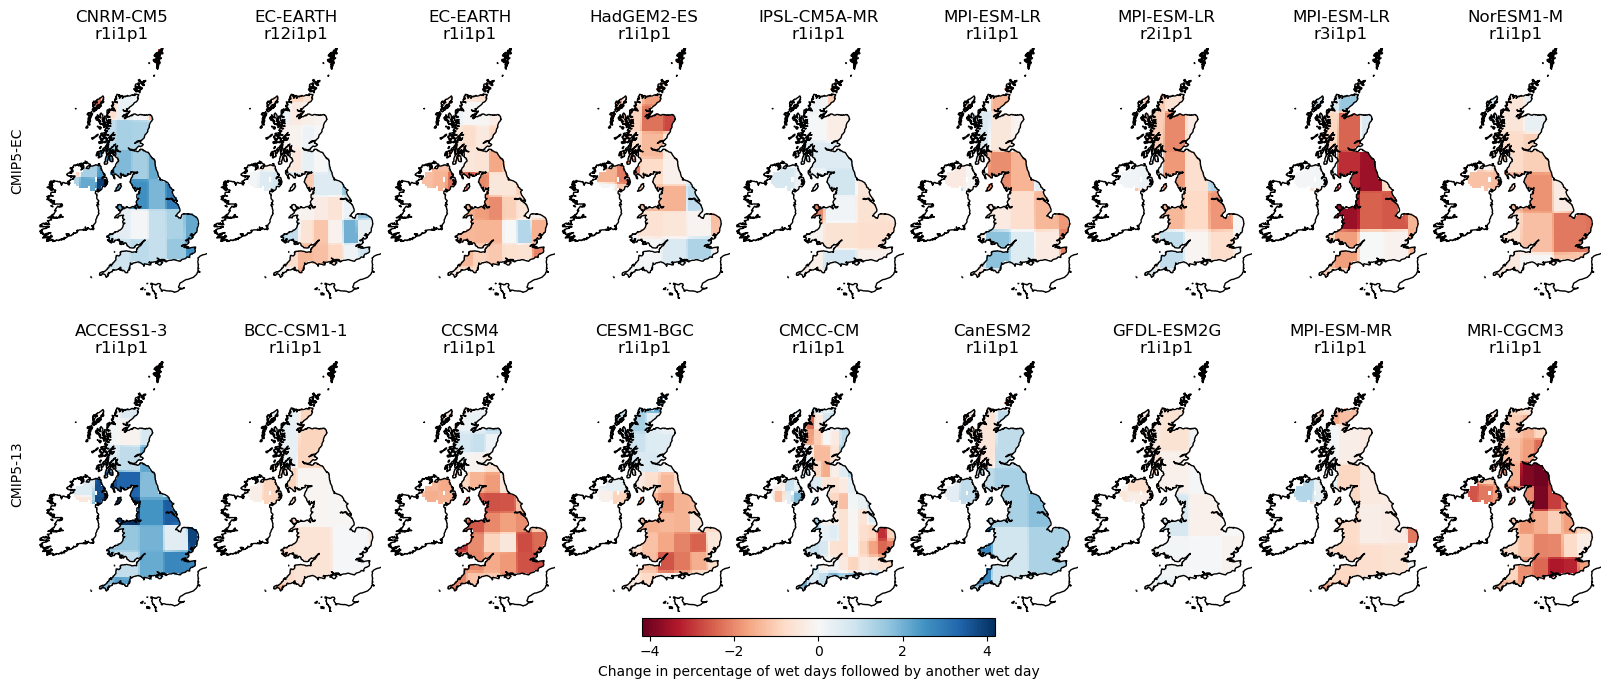 CNRM-CM5 EC-EARTH EC-EARTH HadGEM2-ES IPSL-CM5A-MR MPI-ESM-LR MPI-ESM-LR MPI-ESM-LR NorESM1-M
r1i1p1 r12i1p1 r1i1p1 r1i1p1 r1i1p1 r1i1p1 r2i1p1 r3i1p1 r1i1p1
CMIP5-EC
ACCESS1-3 BCC-CSM1-1 CCSM4 CESM1-BGC CMCC-CM CanESM2 GFDL-ESM2G MPI-ESM-MR MRI-CGCM3
r1i1p1 r1i1p1 r1i1p1 r1i1p1 r1i1p1 r1i1p1 r1i1p1 r1i1p1 r1i1p1
CMIP5-13
−4 −2 0 2 4
Change in percentage of wet days followed by another wet day